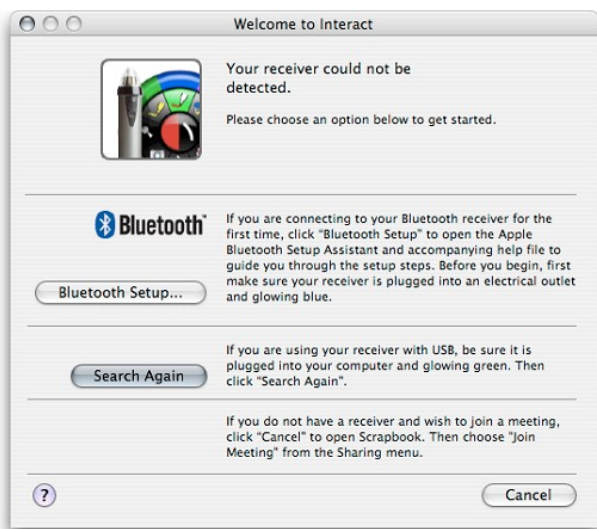 Welcome to Interact
Your receiver could not be
detected.
Please choose an option below to get started.
Bluetooth™
If you are connecting to your Bluetooth receiver for the
first time, click "Bluetooth Setup" to open the Apple
Bluetooth Setup Assistant and accompanying help file to
guide you through the setup steps. Before you begin, first
make sure your receiver is plugged into an electrical outlet
and glowing blue.
Bluetooth Setup...
If you are using your receiver with USB, be sure it is
plugged into your computer and glowing green. Then
click "Search Again".
Search Again
If you do not have a receiver and wish to join a meeting,
click "Cancel" to open Scrapbook. Then choose "Join
Meeting" from the Sharing menu.
?
Cancel